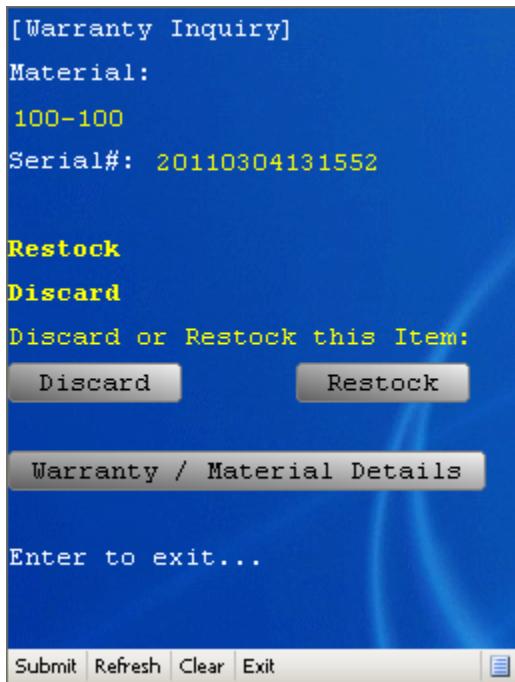 [Warranty Inquiry]
Material:
100-100
Serial#: 20110304131552
Restock
Discard
Discard or Restock this Item:
Discard Restock
Warranty / Material Details
Enter to exit...
Submit Refresh Clear Exit